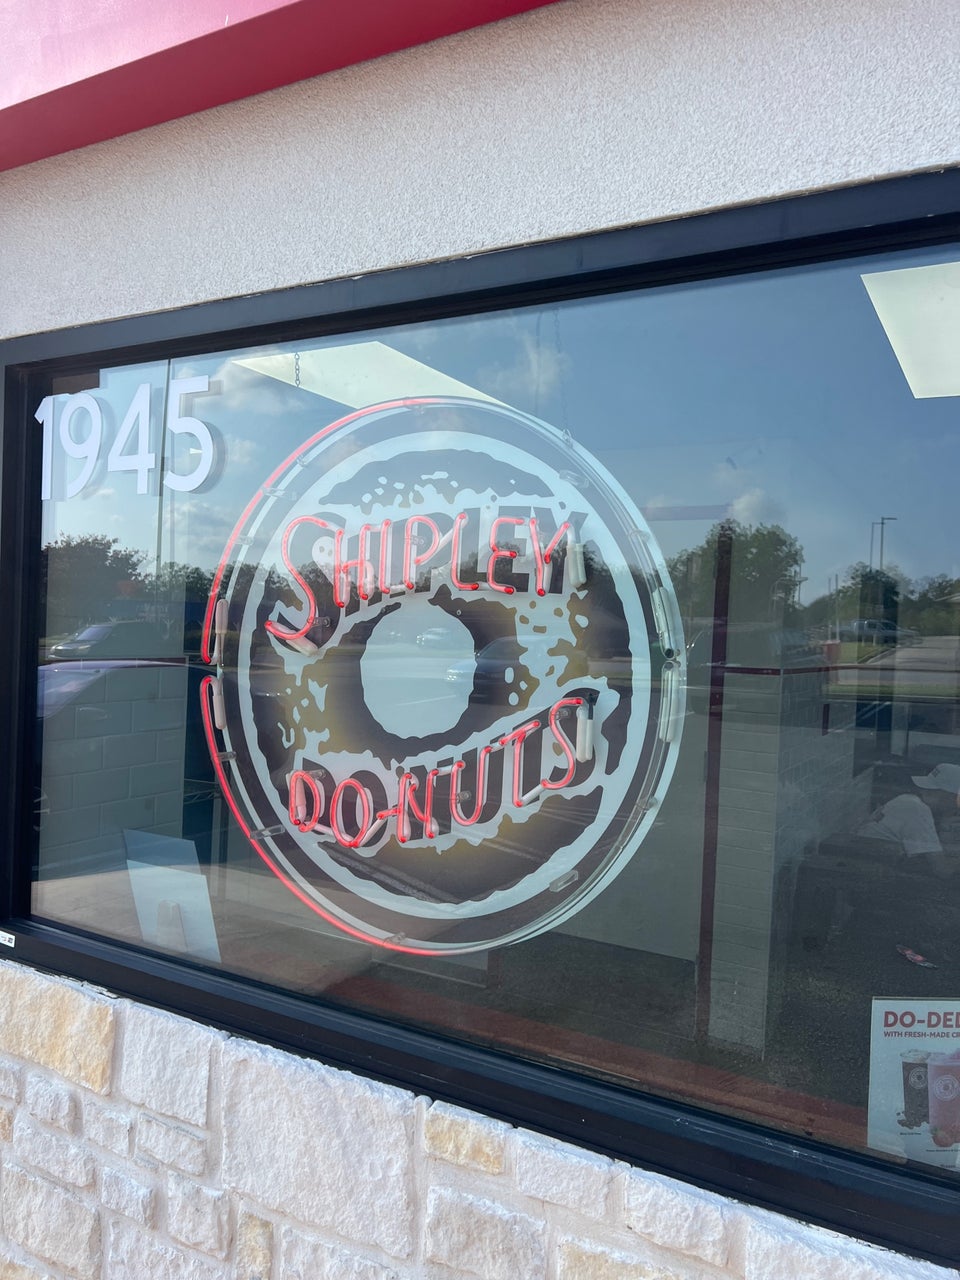 1945
SHIPLEY
DO-NUTS
DO-DE
WITH FRESH-MADE